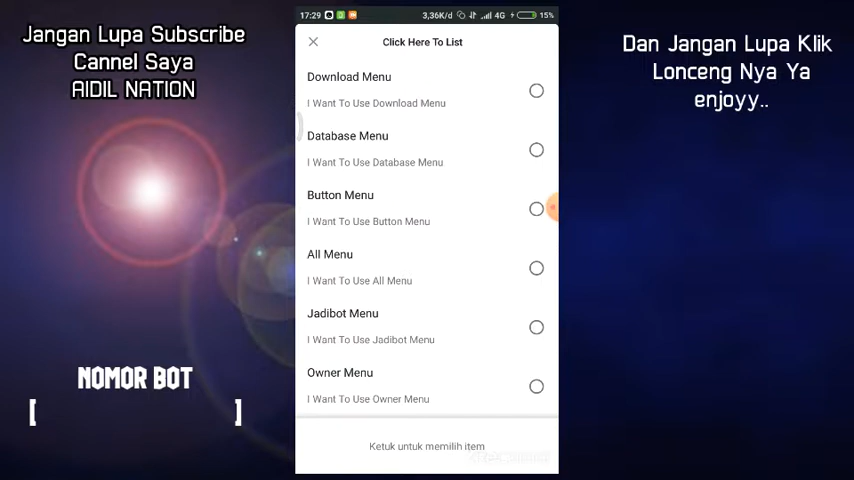 Jangan Lupa Subscribe
Cannel Saya
AIDIL NATION
NOMOR BOT
[ ]
17:29
3,36K/d
4G
15%
Click Here To List
Download Menu
I Want To Use Download Menu
Database Menu
I Want To Use Database Menu
Button Menu
I Want To Use Button Menu
All Menu
I Want To Use All Menu
Jadibot Menu
I Want To Use Jadibot Menu
Owner Menu
I Want To Use Owner Menu
Ketuk untuk memilih item
Dan Jangan Lupa Klik
Lonceng Nya Ya
enjoyy..